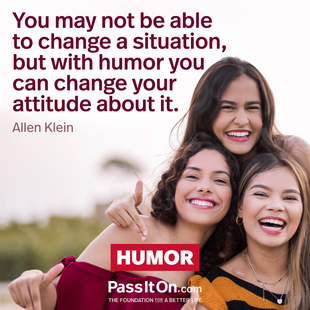 You may not be able
to change a situation,
but with humor you
can change your
attitude about it.
Allen Klein
HUMOR
PassItOn.com
THE FOUNDATION FOR A BETTER LIFE